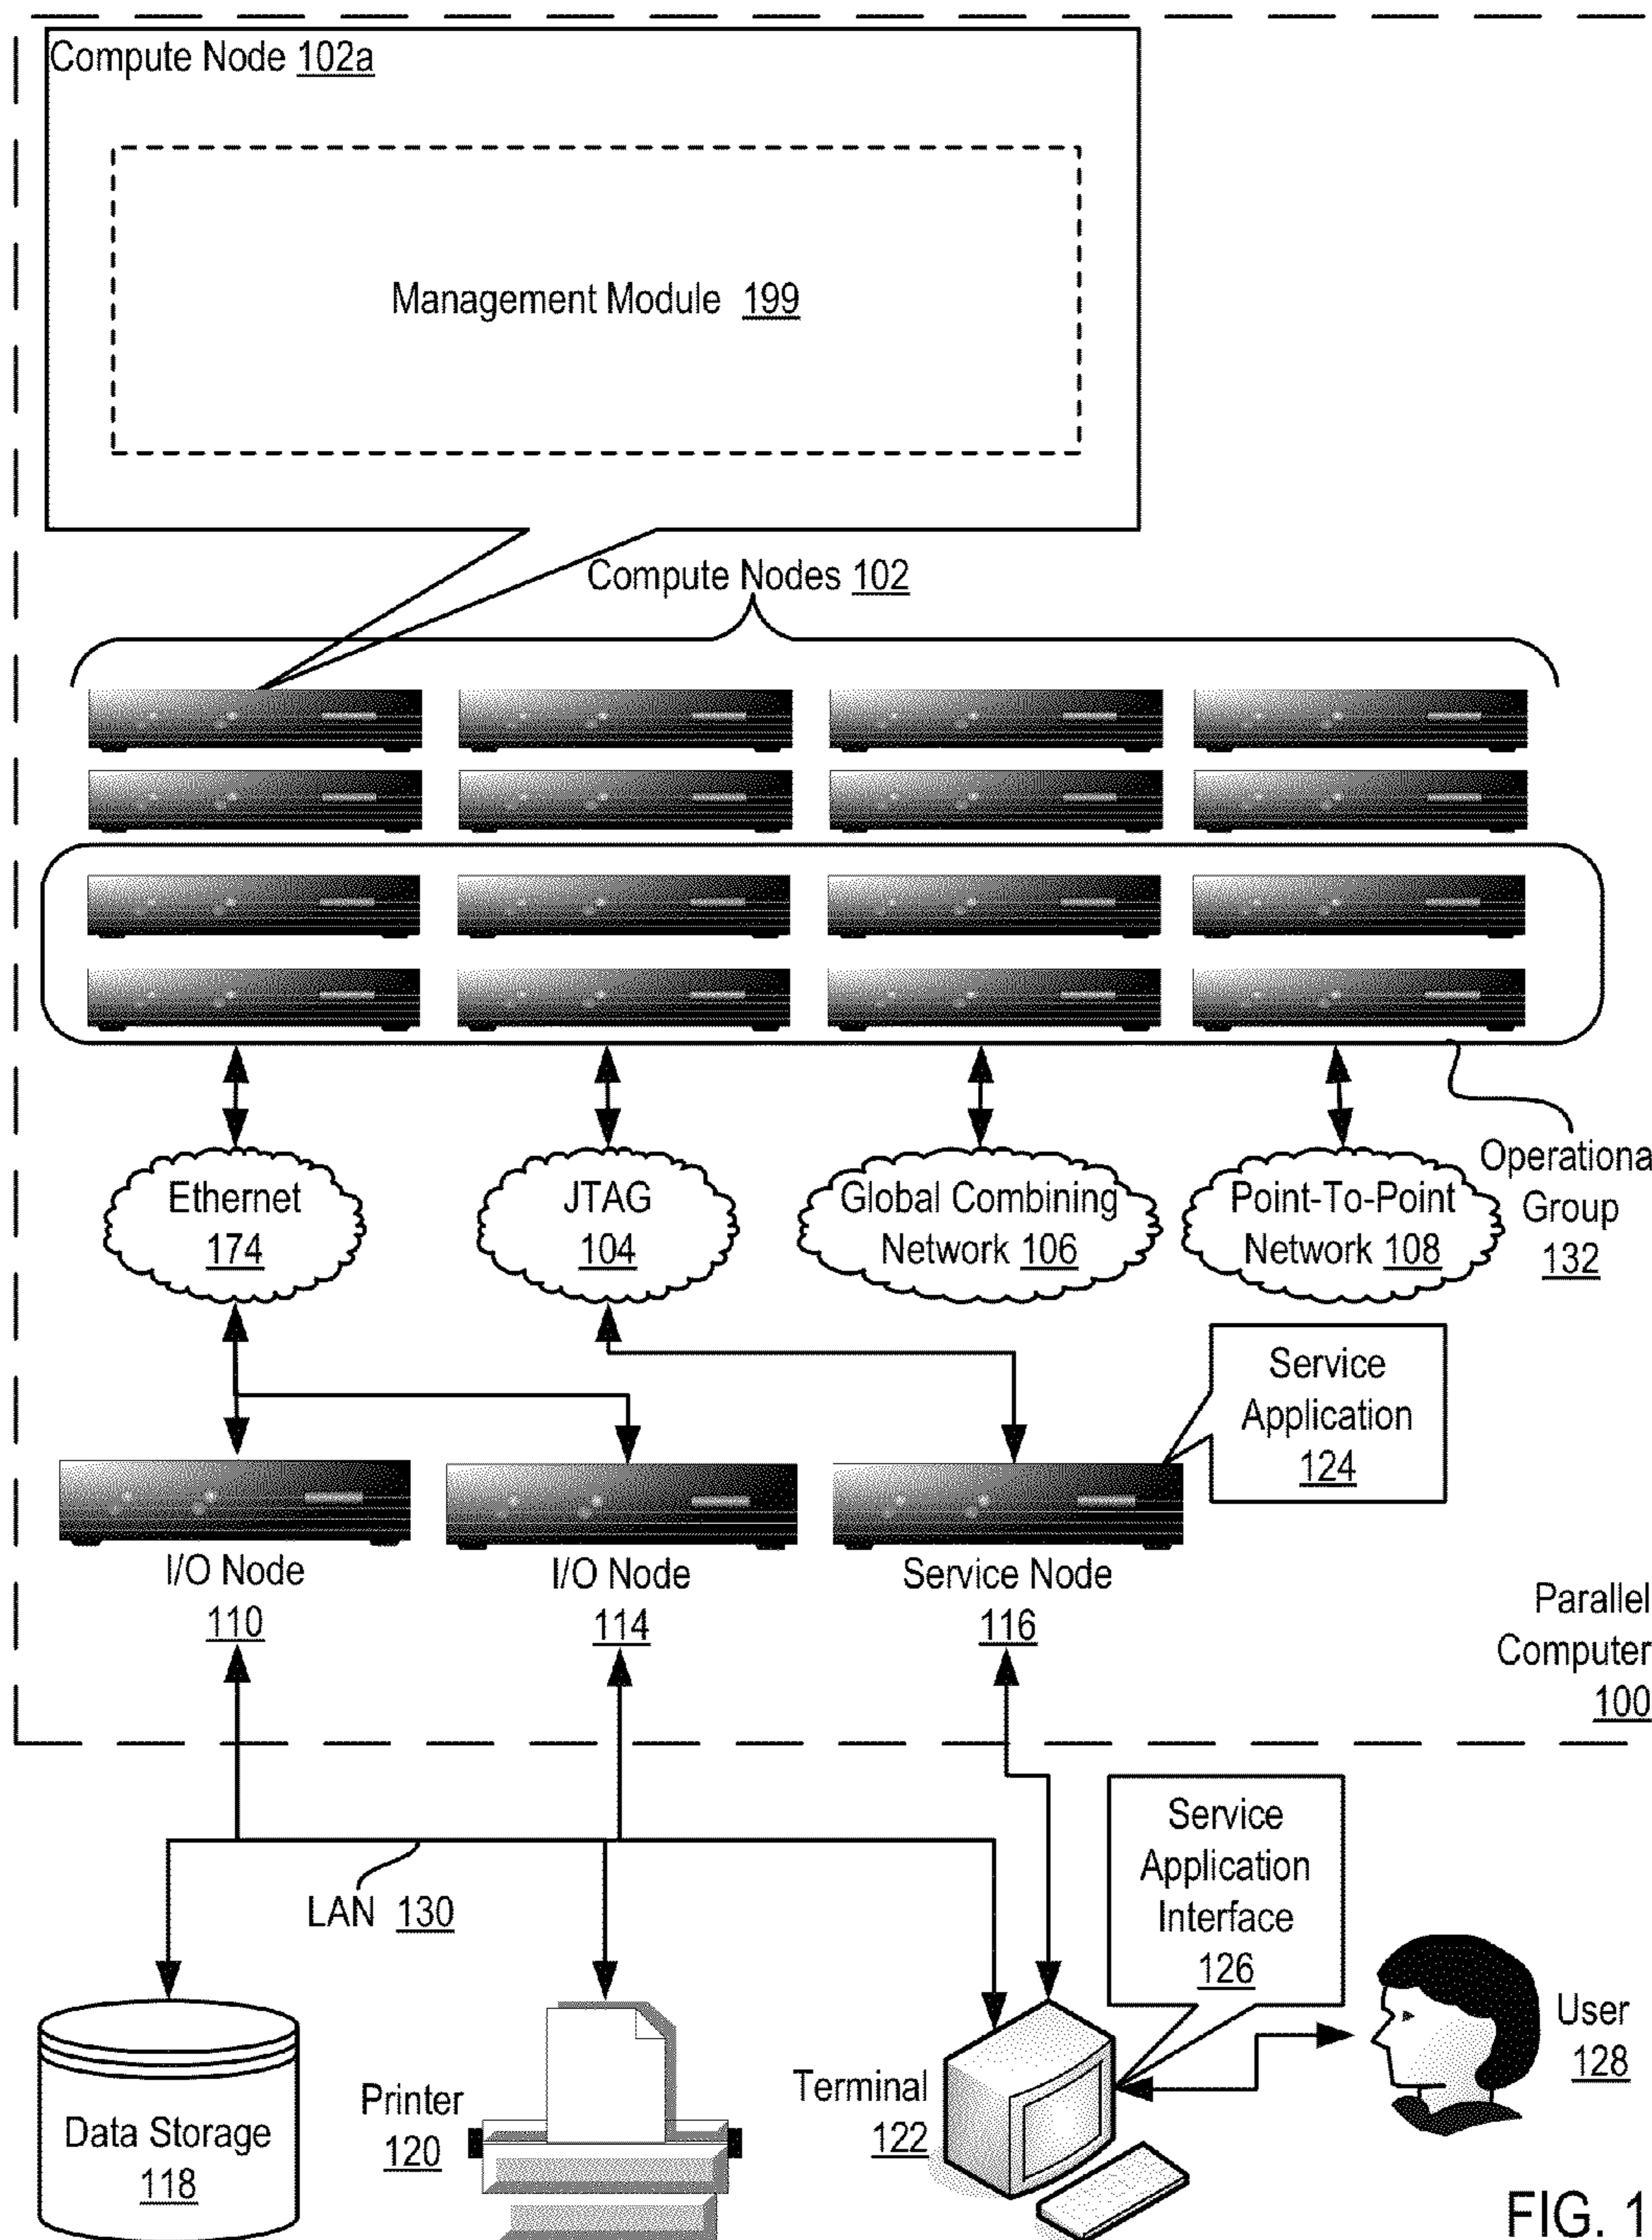 Compute Node 102a
Management Module 199
Compute Nodes 102
Ethernet
174
JTAG
104
Global Combining
Network 106
Point-To-Point
Network 108
Operationa
Group
132
Service
Application
124
I/O Node
110
I/O Node
114
Service Node
116
Parallel
Computer
100
LAN 130
Service
Application
Interface
126
Data Storage
118
Printer
120
Terminal
122
User
128
FIG. 1